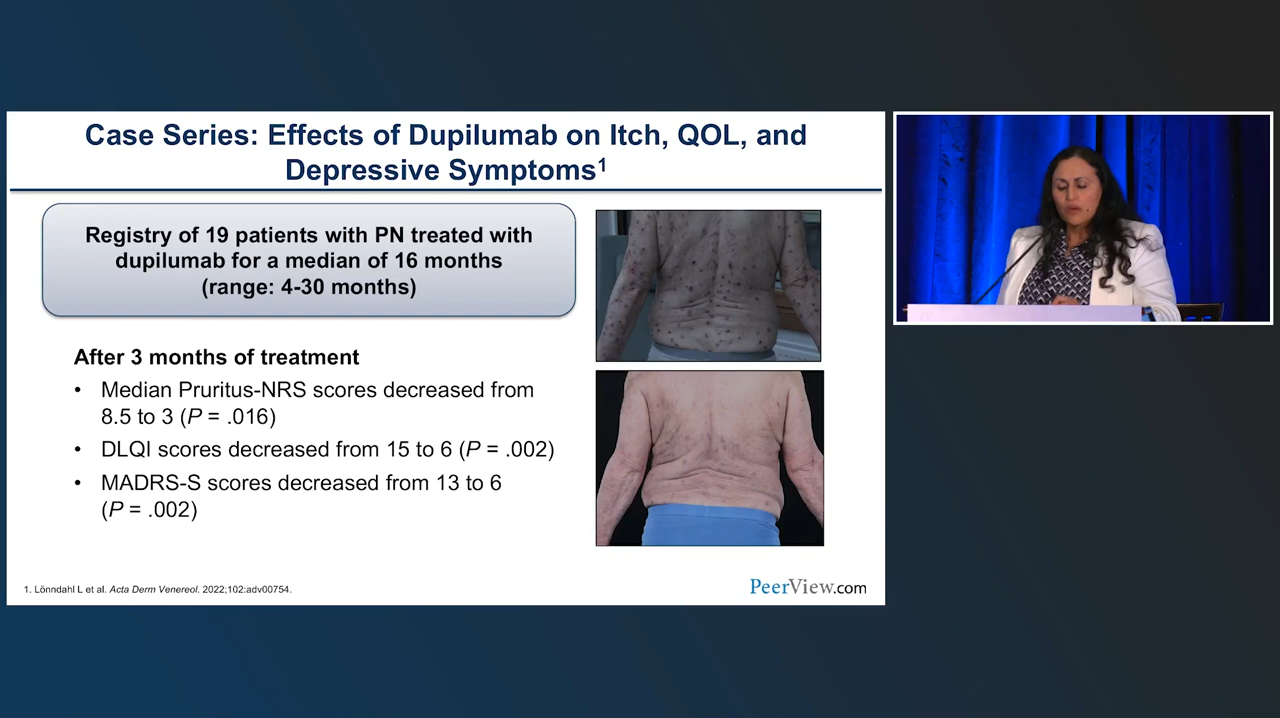 Case Series: Effects of Dupilumab on Itch, QOL, and
Depressive Symptoms1
Registry of 19 patients with PN treated with
dupilumab for a median of 16 months
(range: 4-30 months)
After 3 months of treatment
• Median Pruritus-NRS scores decreased from
8.5 to 3 (P = .016)
• DLQI scores decreased from 15 to 6 (P = .002)
• MADRS-S scores decreased from 13 to 6
(P = .002)
1. Lönndahl L et al. Acta Derm Venereol. 2022;102:adv00754.
PeerView.com